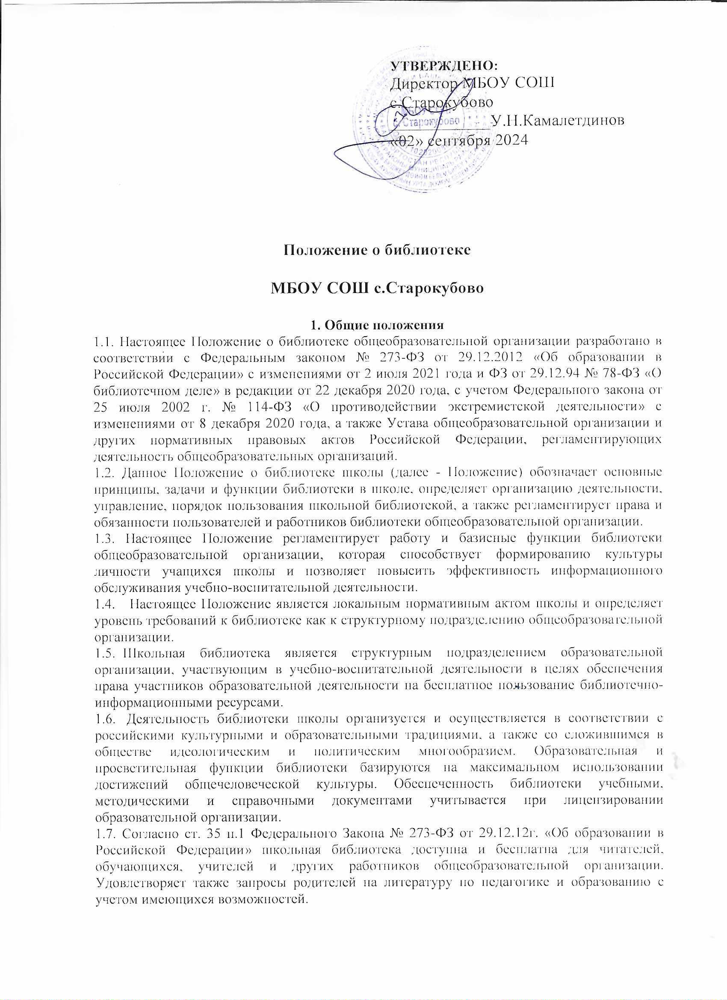 УТВЕРЖДЕНО:
Директор МБОУ СОШ
с.Старокубово
____________У.Н.Камалетдинов
«02» сентября 2024
МБОУ СОШ
с. Старокубово
Положение о библиотеке
МБОУ СОШ с.Старокубово
1. Общие положения
1.1. Настоящее Положение о библиотеке общеобразовательной организации разработано в
соответствии с Федеральным законом № 273-ФЗ от 29.12.2012 «Об образовании в
Российской Федерации» с изменениями от 2 июля 2021 года и ФЗ от 29.12.94 № 78-ФЗ «О
библиотечном деле» в редакции от 22 декабря 2020 года, с учетом Федерального закона от
25 июля 2002 г. № 114-ФЗ «О противодействии экстремистской деятельности» с
изменениями от 8 декабря 2020 года, а также Устава общеобразовательной организации и
других нормативных правовых актов Российской Федерации, регламентирующих
деятельность общеобразовательных организаций.
1.2. Данное Положение о библиотеке школы (далее - Положение) обозначает основные
принципы, задачи и функции библиотеки в школе, определяет организацию деятельности,
управление, порядок пользования школьной библиотекой, а также регламентирует права и
обязанности пользователей и работников библиотеки общеобразовательной организации.
1.3. Настоящее Положение регламентирует работу и базисные функции библиотеки
общеобразовательной организации, которая способствует формированию культуры
личности учащихся школы и позволяет повысить эффективность информационного
обслуживания учебно-воспитательной деятельности.
1.4. Настоящее Положение является локальным нормативным актом школы и определяет
уровень требований к библиотеке как к структурному подразделению общеобразовательной
организации.
1.5. Школьная библиотека является структурным подразделением образовательной
организации, участвующим в учебно-воспитательной деятельности в целях обеспечения
права участников образовательной деятельности на бесплатное пользование библиотечно-
информационными ресурсами.
1.6. Деятельность библиотеки школы организуется и осуществляется в соответствии с
российскими культурными и образовательными традициями, а также со сложившимся в
обществе идеологическим и политическим многообразием. Образовательная и
просветительная функции библиотеки базируются на максимальном использовании
достижений общечеловеческой культуры. Обеспеченность библиотеки учебными,
методическими и справочными документами учитывается при лицензировании
образовательной организации.
1.7. Согласно ст. 35 п.1 Федерального Закона № 273-ФЗ от 29.12.12г. «Об образовании в
Российской Федерации» школьная библиотека доступна и бесплатна для читателей,
обучающихся, учителей и других работников общеобразовательной организации.
Удовлетворяет также запросы родителей на литературу по педагогике и образованию с
учетом имеющихся возможностей.